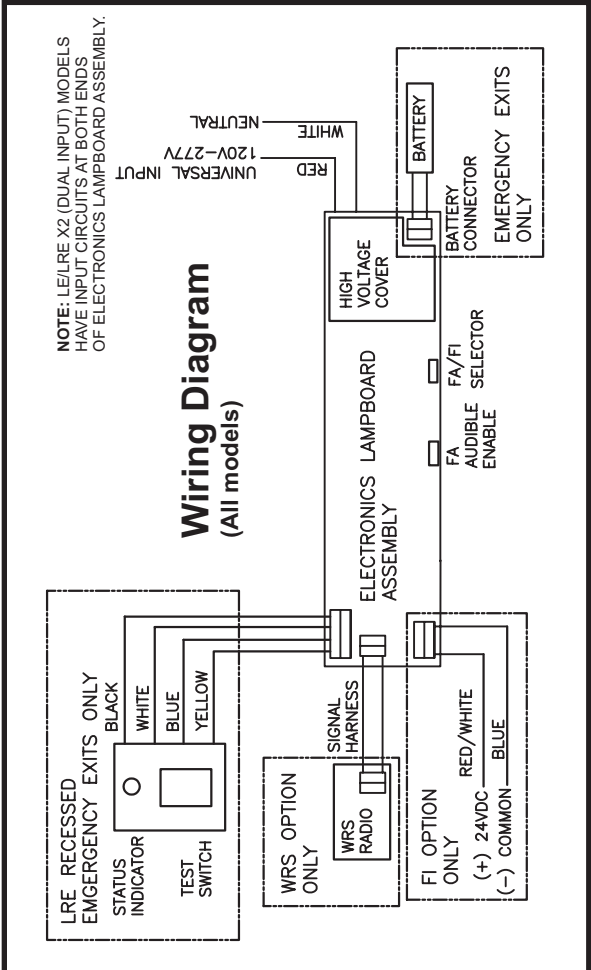 NOTE: LE/LRE X2 (DUAL INPUT) MODELS
HAVE INPUT CIRCUITS AT BOTH ENDS
OF ELECTRONICS LAMPBOARD ASSEMBLY.
Wiring Diagram
(All models)
LRE RECESSED
EMGERGENCY EXITS ONLY
STATUS
INDICATOR
TEST
SWITCH
BLACK
WHITE
BLUE
YELLOW
WRS OPTION
ONLY
WRS
RADIO
SIGNAL
HARNESS
FI OPTION
ONLY
(+) 24VDC
RED/WHITE
(−) COMMON
BLUE
ELECTRONICS LAMPBOARD
ASSEMBLY
FA
AUDIBLE
ENABLE
FA/FI
SELECTOR
HIGH
VOLTAGE
COVER
UNIVERSAL INPUT
120V−277V
NEUTRAL
RED
WHITE
BATTERY
BATTERY
CONNECTOR
EMERGENCY EXITS
ONLY